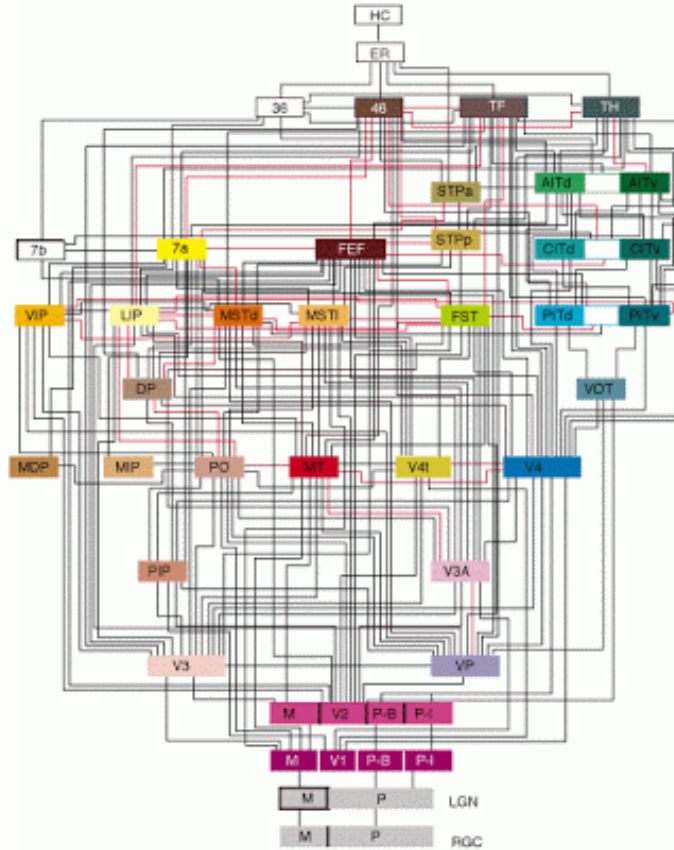 HC
ER
36 46 TF TH
STPa AITd AITv
7b 7a FEF STPp CITd CITv
VIP LIP MSTd MSTl FST PITd PITv
DP VOT
MDP MIP PO MT V4t V4
PIP V3A
V3 VP
M V2 P-B P-I
M V1 P-B P-I
M P LGN
M P RGC